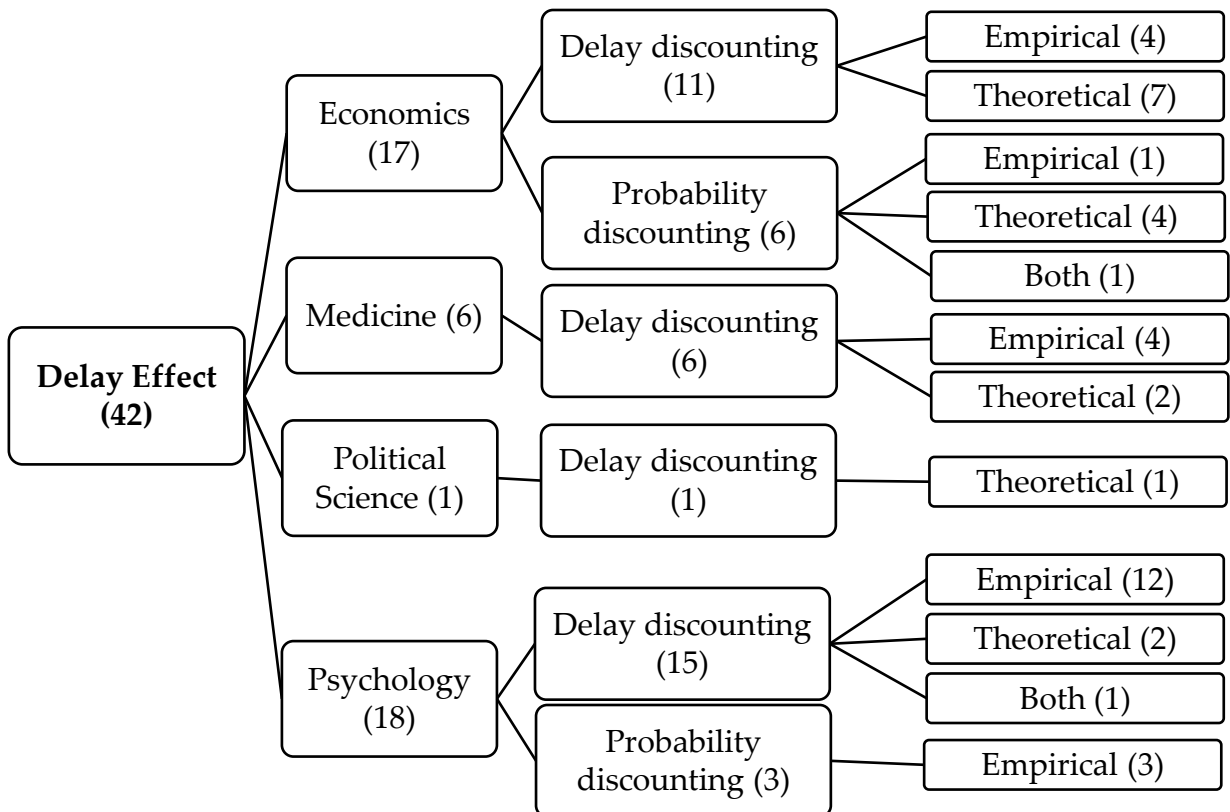 Delay Effect
(42)
Economics
(17)
Delay discounting
(11)
Empirical (4)
Theoretical (7)
Probability
discounting (6)
Empirical (1)
Theoretical (4)
Both (1)
Medicine (6)
Delay discounting
(6)
Empirical (4)
Theoretical (2)
Political
Science (1)
Delay discounting
(1)
Theoretical (1)
Psychology
(18)
Delay discounting
(15)
Empirical (12)
Theoretical (2)
Both (1)
Probability
discounting (3)
Empirical (3)